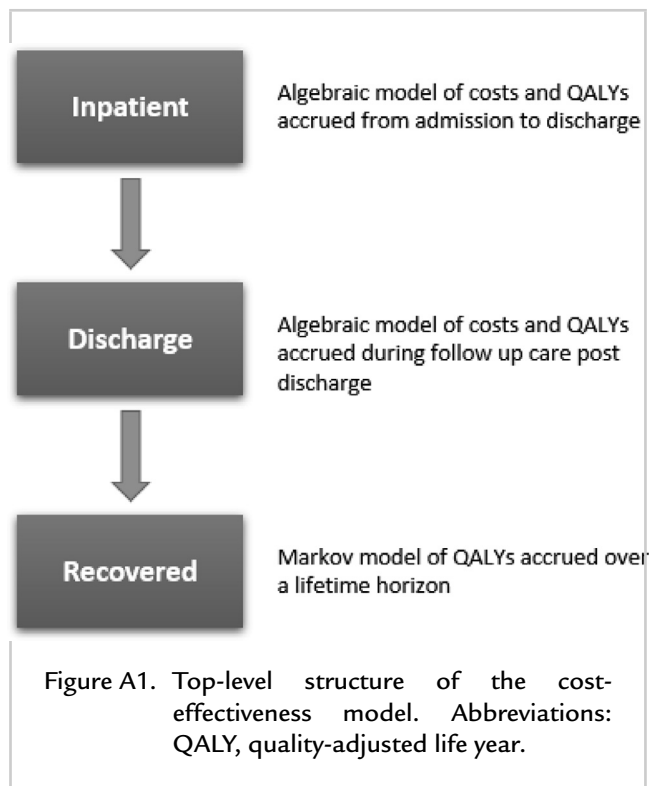 Inpatient
Algebraic model of costs and QALYs
accrued from admission to discharge
Discharge
Algebraic model of costs and QALYs
accrued during follow up care post
discharge
Recovered
Markov model of QALYs accrued over
a lifetime horizon
Figure A1. Top-level structure of the cost-
effectiveness model. Abbreviations:
QALY, quality-adjusted life year.